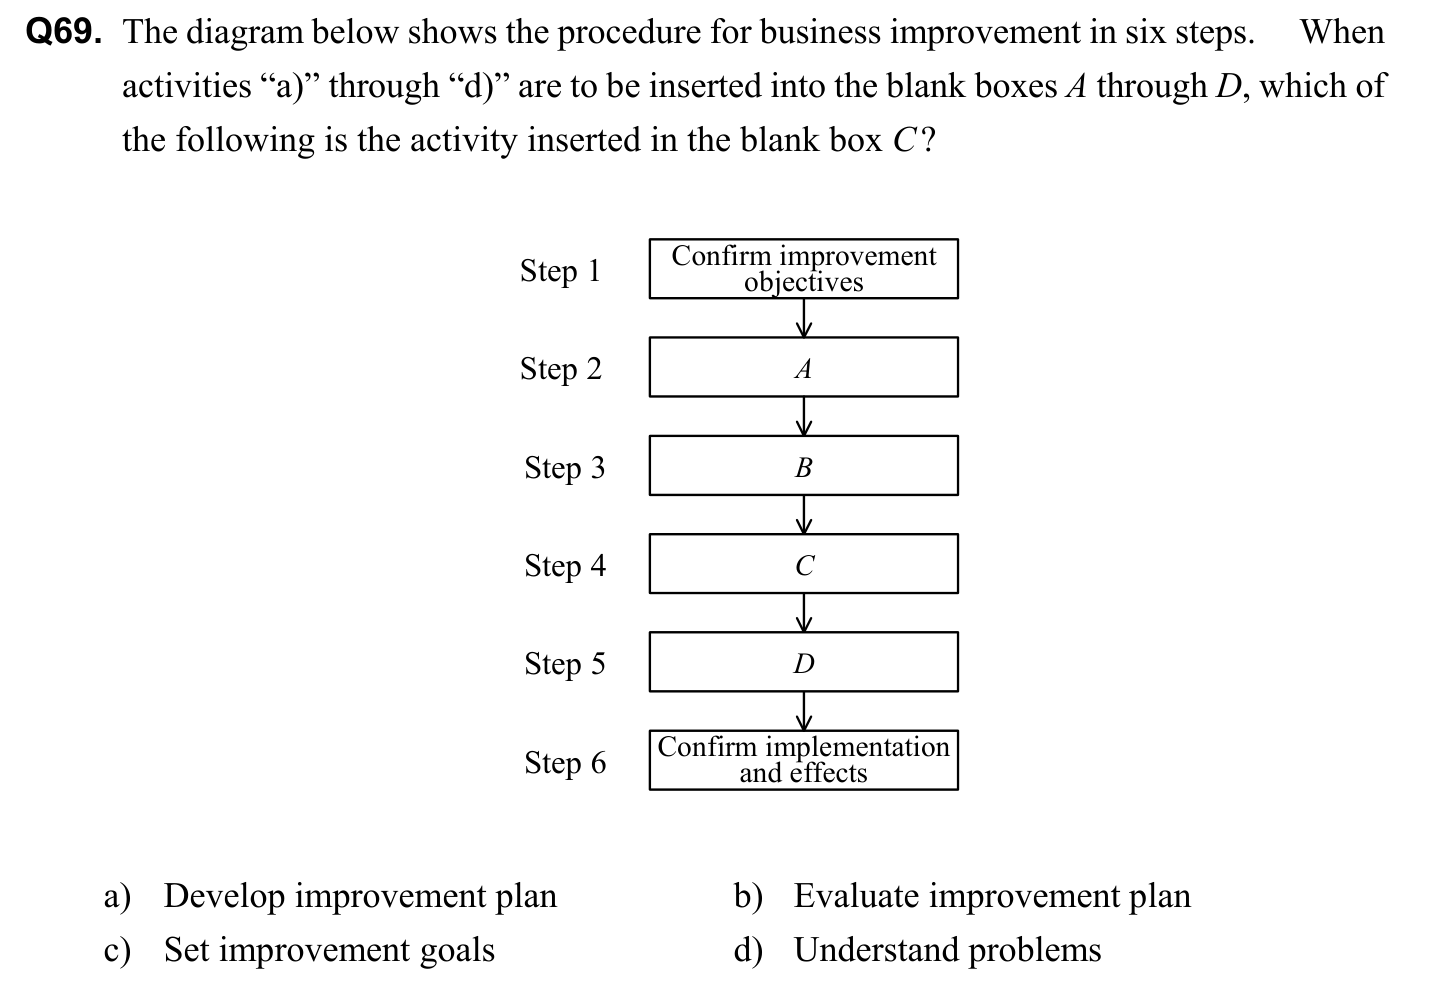 Q69. The diagram below shows the procedure for business improvement in six steps. When
activities “a)” through “d)” are to be inserted into the blank boxes A through D, which of
the following is the activity inserted in the blank box C?
Step 1
Confirm improvement
objectives
Step 2
A
Step 3
B
Step 4
C
Step 5
D
Step 6
Confirm implementation
and effects
a) Develop improvement plan
b) Evaluate improvement plan
c) Set improvement goals
d) Understand problems